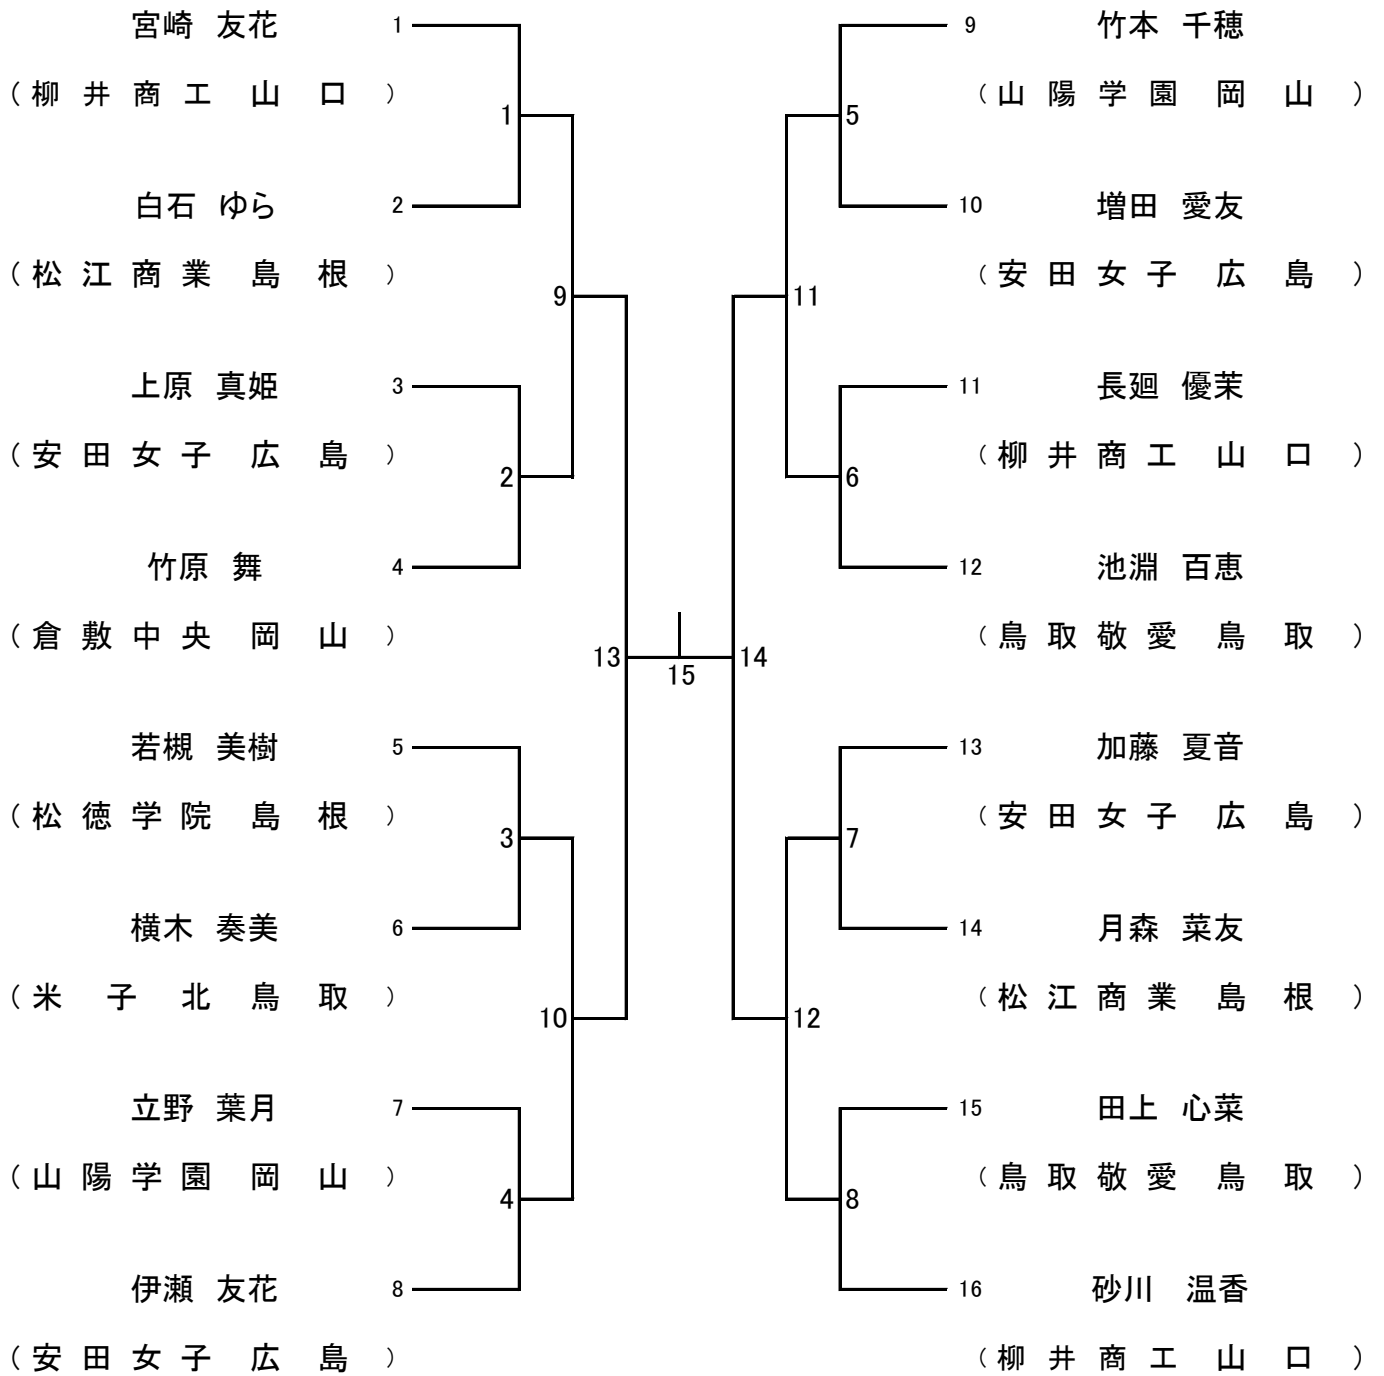 宮崎 友花 1
（柳井商工 山口）
1
白石 ゆら 2
（松江商業 島根）
9
上原 真姫 3
（安田女子 広島）
2
竹原 舞 4
（倉敷中央 岡山）
13
若槻 美樹 5
（松徳学院 島根）
3
横木 奏美 6
（米子北 鳥取）
10
立野 葉月 7
（山陽学園 岡山）
4
伊瀬 友花 8
（安田女子 広島）
15
9 竹本 千穂
（山陽学園 岡山）
5
10 増田 愛友
（安田女子 広島）
11
11 長廻 優茉
（柳井商工 山口）
6
12 池淵 百恵
（鳥取敬愛 鳥取）
14
13 加藤 夏音
（安田女子 広島）
7
14 月森 菜友
（松江商業 島根）
12
15 田上 心菜
（鳥取敬愛 鳥取）
8
16 砂川 温香
（柳井商工 山口）